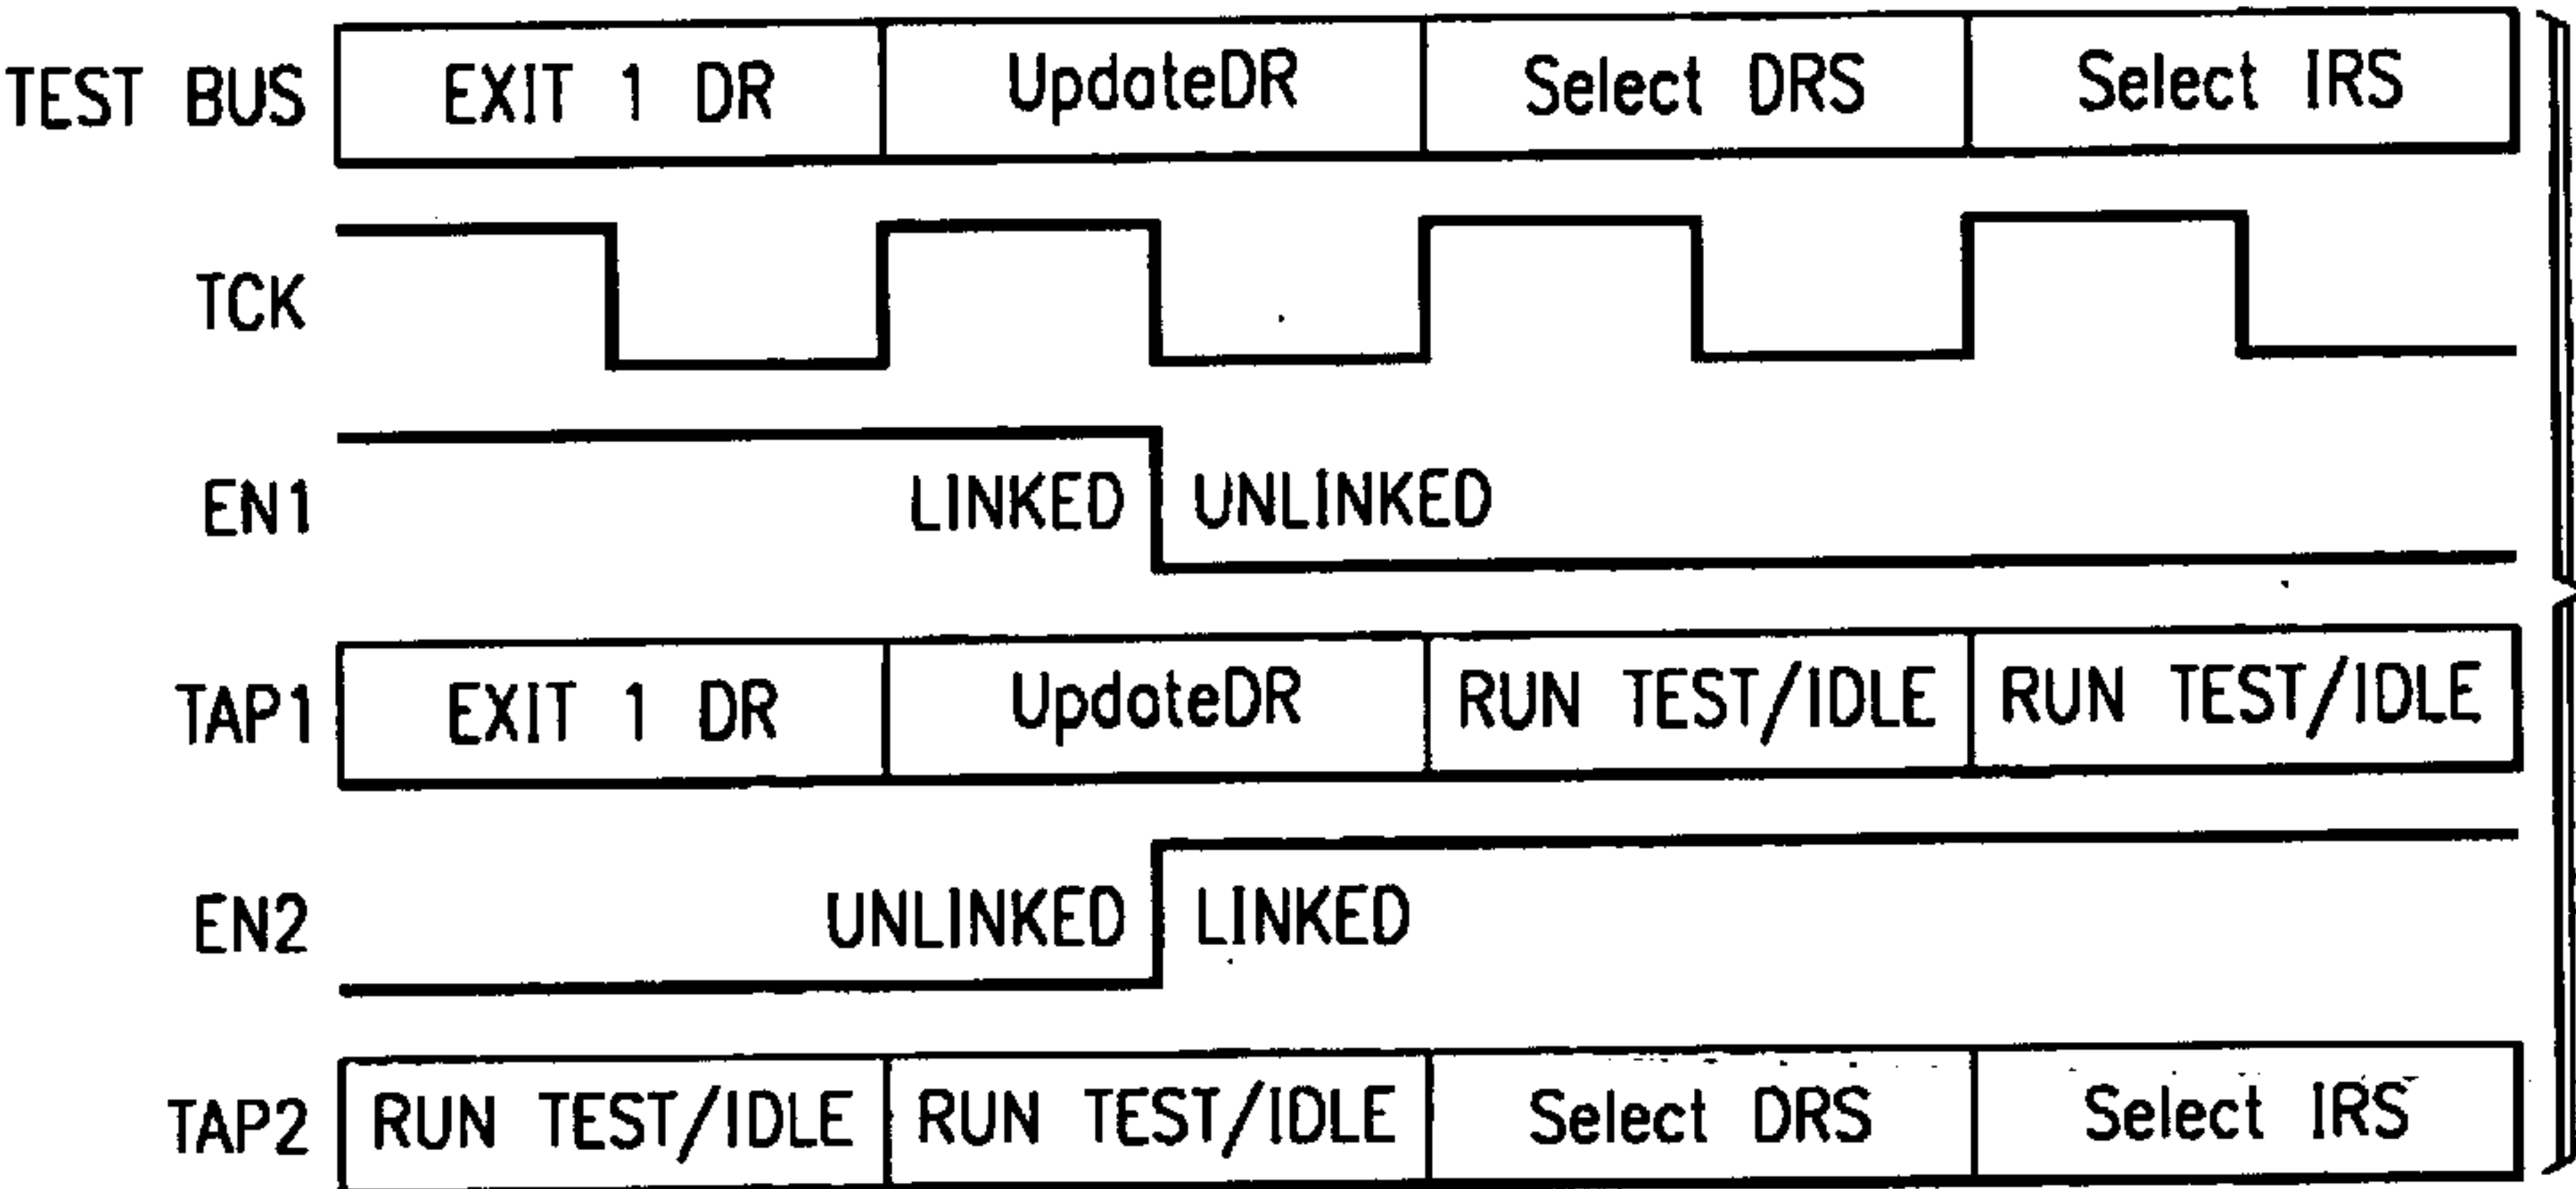 TEST BUS EXIT 1 DR UpdateDR Select DRS Select IRS
TCK
EN1 LINKED UNLINKED
TAP1 EXIT 1 DR UpdateDR RUN TEST/IDLE RUN TEST/IDLE
EN2 UNLINKED LINKED
TAP2 RUN TEST/IDLE RUN TEST/IDLE Select DRS Select IRS